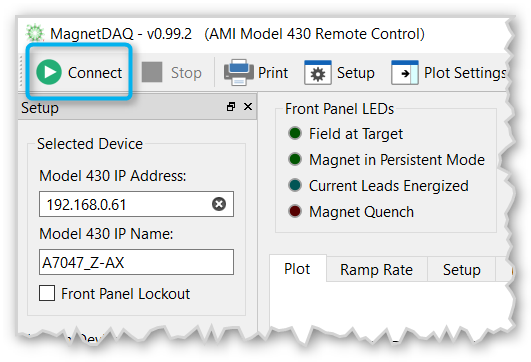 MagnetDAQ - v0.99.2 (AMI Model 430 Remote Control)
Connect Stop Print Setup Plot Settings
Setup
Selected Device
Model 430 IP Address:
192.168.0.61
Model 430 IP Name:
A7047_Z-AX
Front Panel Lockout
Front Panel LEDs
Field at Target
Magnet in Persistent Mode
Current Leads Energized
Magnet Quench
Plot Ramp Rate Setup